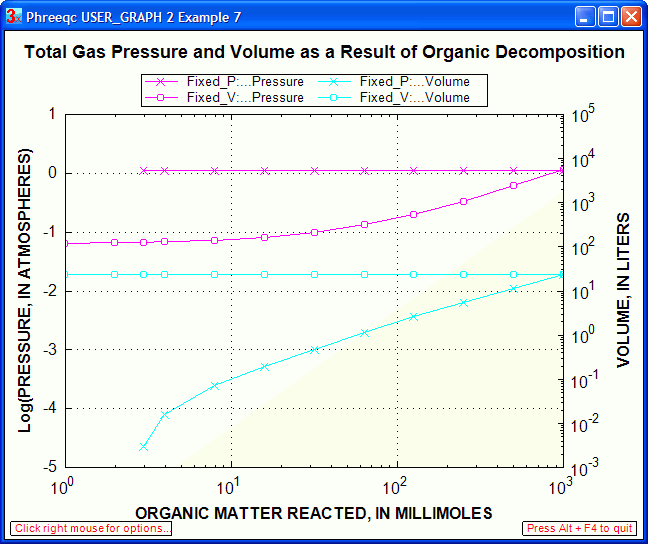 Phreeqc USER_GRAPH 2 Example 7
Total Gas Pressure and Volume as a Result of Organic Decomposition
Fixed_P:...Pressure Fixed_P:...Volume
Fixed_V:...Pressure Fixed_V:...Volume
Log(PRESSURE, IN ATMOSPHERES)
1
0
-1
-2
-3
-4
-5
10^5
10^4
10^3
10^2
10^1
10^0
10^-1
10^-2
10^-3
VOLUME, IN LITERS
10^0 10^1 10^2 10^3
ORGANIC MATTER REACTED, IN MILLIMOLES
Click right mouse for options...
Press Alt + F4 to quit